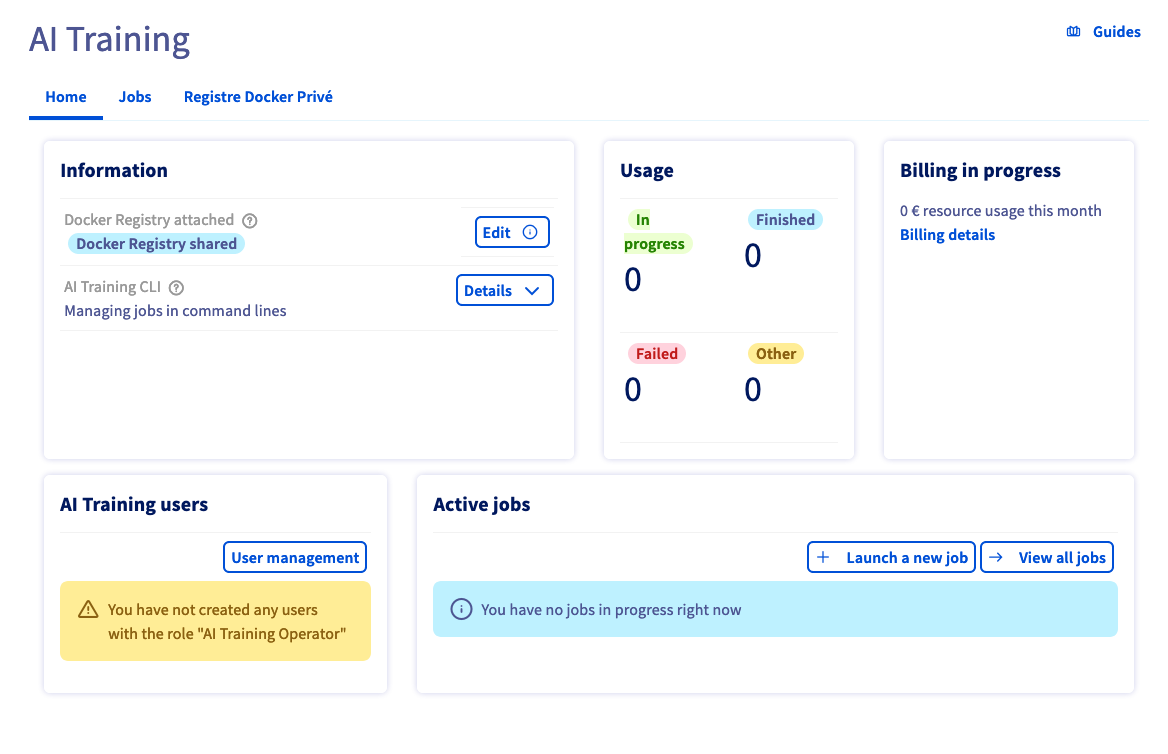 AI Training
Guides
Home
Jobs
Registre Docker Privé
Information
Docker Registry attached
Docker Registry shared
Edit
AI Training CLI
Managing jobs in command lines
Details
Usage
In
progress
0
Finished
0
Failed
0
Other
0
Billing in progress
0 € resource usage this month
Billing details
AI Training users
User management
You have not created any users
with the role "AI Training Operator"
Active jobs
Launch a new job
View all jobs
You have no jobs in progress right now